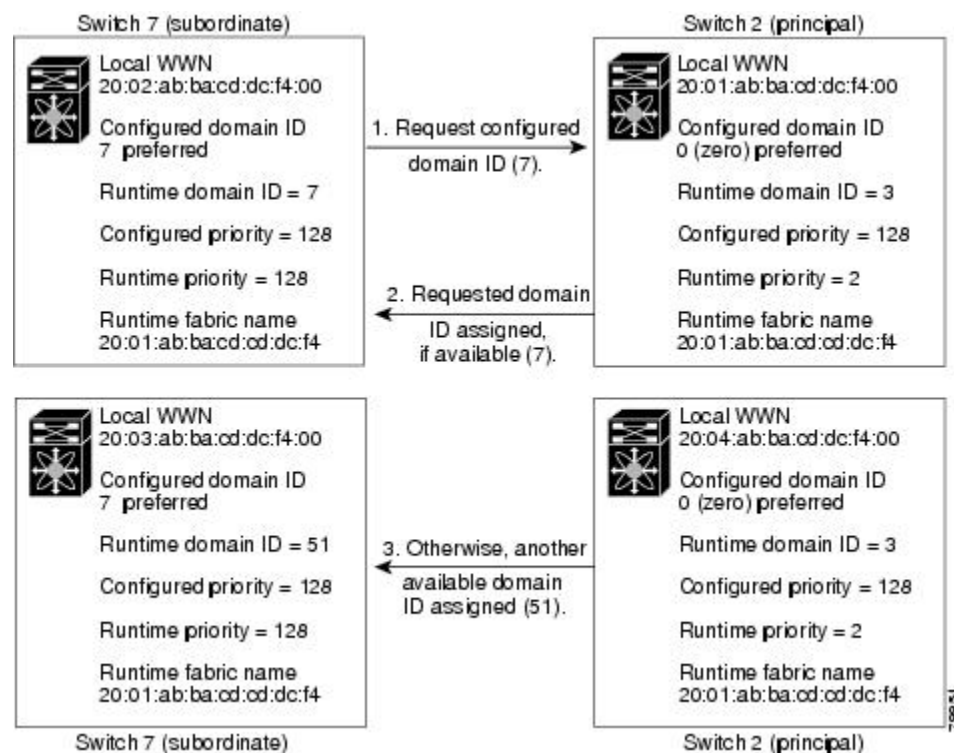 Switch 7 (subordinate)
Local WWN
20:02:ab:ba:cd:dc:f4:00
Configured domain ID
7 preferred
Runtime domain ID = 7
Configured priority = 128
Runtime priority = 128
Runtime fabric name
20:01:ab:ba:cd:cd:dc:f4
1. Request configured
domain ID (7).
2. Requested domain
ID assigned,
if available (7).
Switch 2 (principal)
Local WWN
20:01:ab:ba:cd:dc:f4:00
Configured domain ID
0 (zero) preferred
Runtime domain ID = 3
Configured priority = 128
Runtime priority = 2
Runtime fabric name
20:01:ab:ba:cd:cd:dc:f4
Local WWN
20:03:ab:ba:cd:dc:f4:00
Configured domain ID
7 preferred
Runtime domain ID = 51
Configured priority = 128
Runtime priority = 128
Runtime fabric name
20:01:ab:ba:cd:cd:dc:f4
Switch 7 (subordinate)
3. Otherwise, another
available domain
ID assigned (51).
Local WWN
20:04:ab:ba:cd:dc:f4:00
Configured domain ID
0 (zero) preferred
Runtime domain ID = 3
Configured priority = 128
Runtime priority = 2
Runtime fabric name
20:01:ab:ba:cd:cd:dc:f4
Switch 2 (principal)